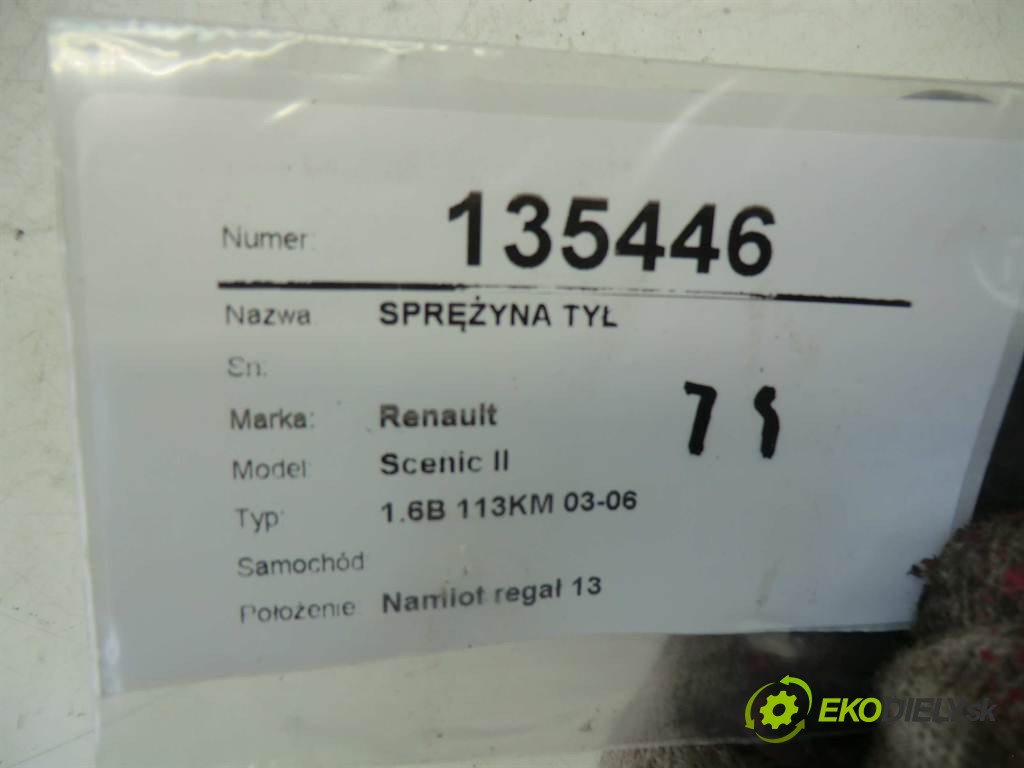 Numer: 135446
Nazwa SPRĘŻYNA TYŁ
Sn:
Marka: Renault
Model Scenic II
Typ: 1.6B 113KM 03-06
Samochód
Położenie Namiot regał 13
EKODIELY.sk